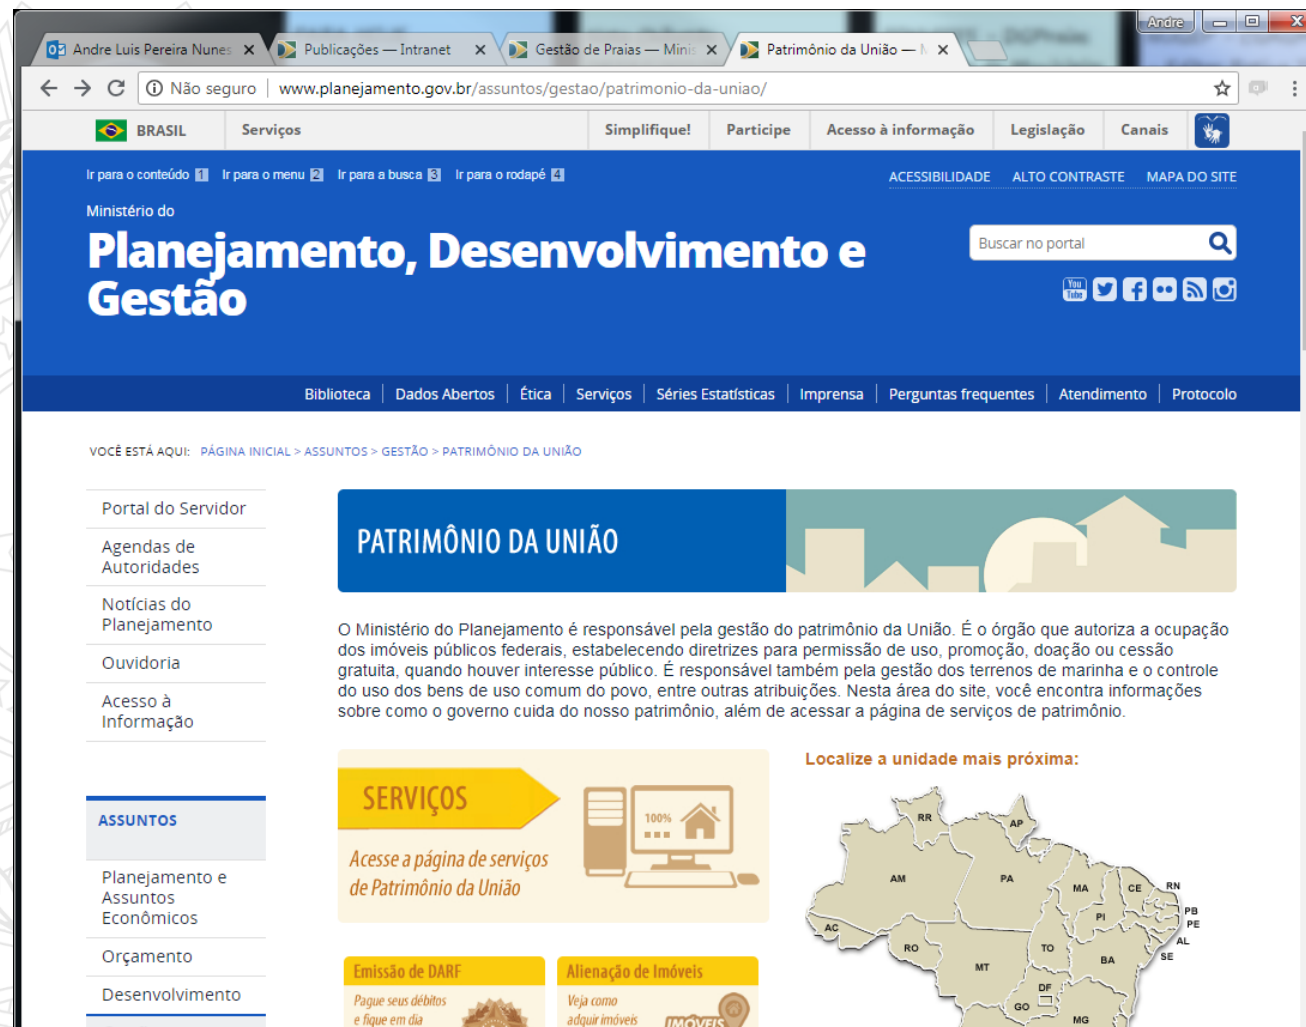 Andre
Andre Luis Pereira Nunes
Publicações — Intranet
Gestão de Praias — Minis
Patrimônio da União — M
Não seguro
www.planejamento.gov.br/assuntos/gestao/patrimonio-da-uniao/
BRASIL
Serviços
Simplifique!
Participe
Acesso à informação
Legislação
Canais
Ir para o conteúdo 1
Ir para o menu 2
Ir para a busca 3
Ir para o rodapé 4
ACESSIBILIDADE
ALTO CONTRASTE
MAPA DO SITE
Ministério do
Planejamento, Desenvolvimento e
Gestão
Buscar no portal
You
Tube
Biblioteca
Dados Abertos
Ética
Serviços
Séries Estatísticas
Imprensa
Perguntas frequentes
Atendimento
Protocolo
VOCÊ ESTÁ AQUI: PÁGINA INICIAL > ASSUNTOS > GESTÃO > PATRIMÔNIO DA UNIÃO
Portal do Servidor
Agendas de
Autoridades
Notícias do
Planejamento
Ouvidoria
Acesso à
Informação
ASSUNTOS
Planejamento e
Assuntos
Econômicos
Orçamento
Desenvolvimento
PATRIMÔNIO DA UNIÃO
O Ministério do Planejamento é responsável pela gestão do patrimônio da União. É o órgão que autoriza a ocupação
dos imóveis públicos federais, estabelecendo diretrizes para permissão de uso, promoção, doação ou cessão
gratuita, quando houver interesse público. É responsável também pela gestão dos terrenos de marinha e o controle
do uso dos bens de uso comum do povo, entre outras atribuições. Nesta área do site, você encontra informações
sobre como o governo cuida do nosso patrimônio, além de acessar a página de serviços de patrimônio.
SERVIÇOS
100%
Acesse a página de serviços
de Patrimônio da União
Emissão de DARF
Pague seus débitos
e fique em dia
Alienação de Imóveis
Veja como
adquir imóveis
IMÓVEIS
Localize a unidade mais próxima:
RR
AP
AM
PA
MA
CE
RN
PB
PE
PI
AL
SE
AC
RO
TO
BA
MT
DF
GO
MG